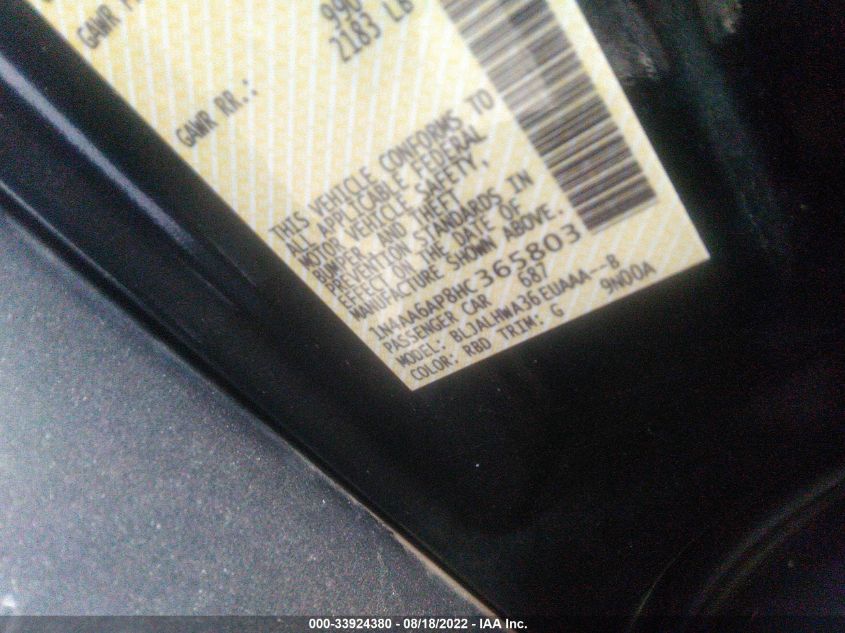 GAWR
990
2183 LB
GAWR RR.:
THIS VEHICLE CONFORMS TO
ALL APPLICABLE FEDERAL
MOTOR VEHICLE SAFETY,
BUMPER AND THEFT
PREVENTION STANDARDS IN
EFFECT ON THE DATE OF
MANUFACTURE SHOWN ABOVE.
1N4AA6AP8HC365803
PASSENGER CAR 687
MODEL: BLJALHWA36EUAAA--B
COLOR: RBD TRIM: G 9N00A
000-33924380 - 08/18/2022 - IAA Inc.